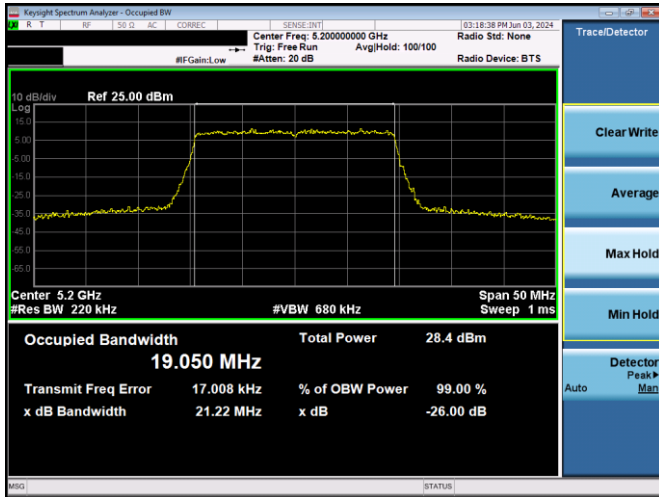 Keysight Spectrum Analyzer - Occupied BW
R T RF 50 Ω AC CORREC SENSE:INT 03:18:38 PM Jun 03, 2024
Center Freq: 5.200000000 GHz Radio Std: None
Trig: Free Run Avg|Hold: 100/100
#IFGain:Low #Atten: 20 dB Radio Device: BTS
Trace/Detector
10 dB/div Ref 25.00 dBm
Log
15.0
5.00
-5.00
-15.0
-25.0
-35.0
-45.0
-55.0
-65.0
Center 5.2 GHz Span 50 MHz
#Res BW 220 kHz #VBW 680 kHz Sweep 1 ms
Occupied Bandwidth Total Power 28.4 dBm
19.050 MHz
Transmit Freq Error 17.008 kHz % of OBW Power 99.00 %
x dB Bandwidth 21.22 MHz x dB -26.00 dB
Clear Write
Average
Max Hold
Min Hold
Detector
Peak▶
Auto Man
MSG STATUS